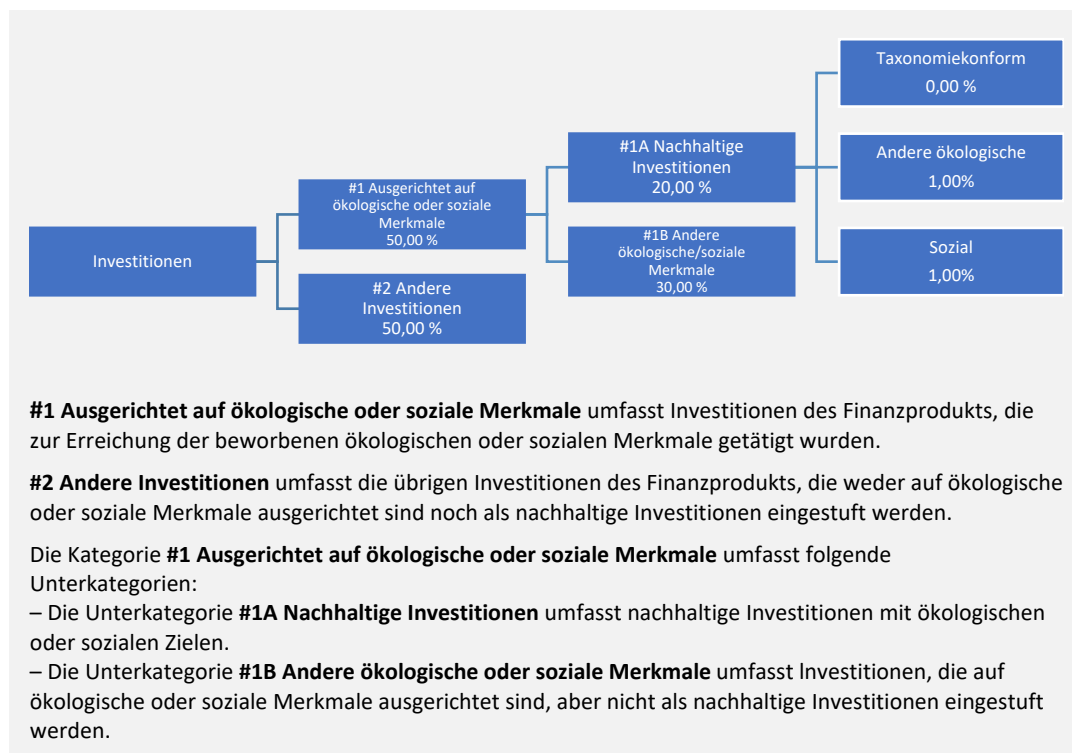 Taxonomiekonform
0,00 %
#1A Nachhaltige
Investitionen
20,00 %
Andere ökologische
1,00%
#1 Ausgerichtet auf
ökologische oder soziale
Merkmale
50,00 %
Investitionen
#1B Andere
ökologische/soziale
Merkmale
30,00 %
Sozial
1,00%
#2 Andere
Investitionen
50,00 %
#1 Ausgerichtet auf ökologische oder soziale Merkmale umfasst Investitionen des Finanzprodukts, die
zur Erreichung der beworbenen ökologischen oder sozialen Merkmale getätigt wurden.
#2 Andere Investitionen umfasst die übrigen Investitionen des Finanzprodukts, die weder auf ökologische
oder soziale Merkmale ausgerichtet sind noch als nachhaltige Investitionen eingestuft werden.
Die Kategorie #1 Ausgerichtet auf ökologische oder soziale Merkmale umfasst folgende
Unterkategorien:
– Die Unterkategorie #1A Nachhaltige Investitionen umfasst nachhaltige Investitionen mit ökologischen
oder sozialen Zielen.
– Die Unterkategorie #1B Andere ökologische oder soziale Merkmale umfasst Investitionen, die auf
ökologische oder soziale Merkmale ausgerichtet sind, aber nicht als nachhaltige Investitionen eingestuft
werden.